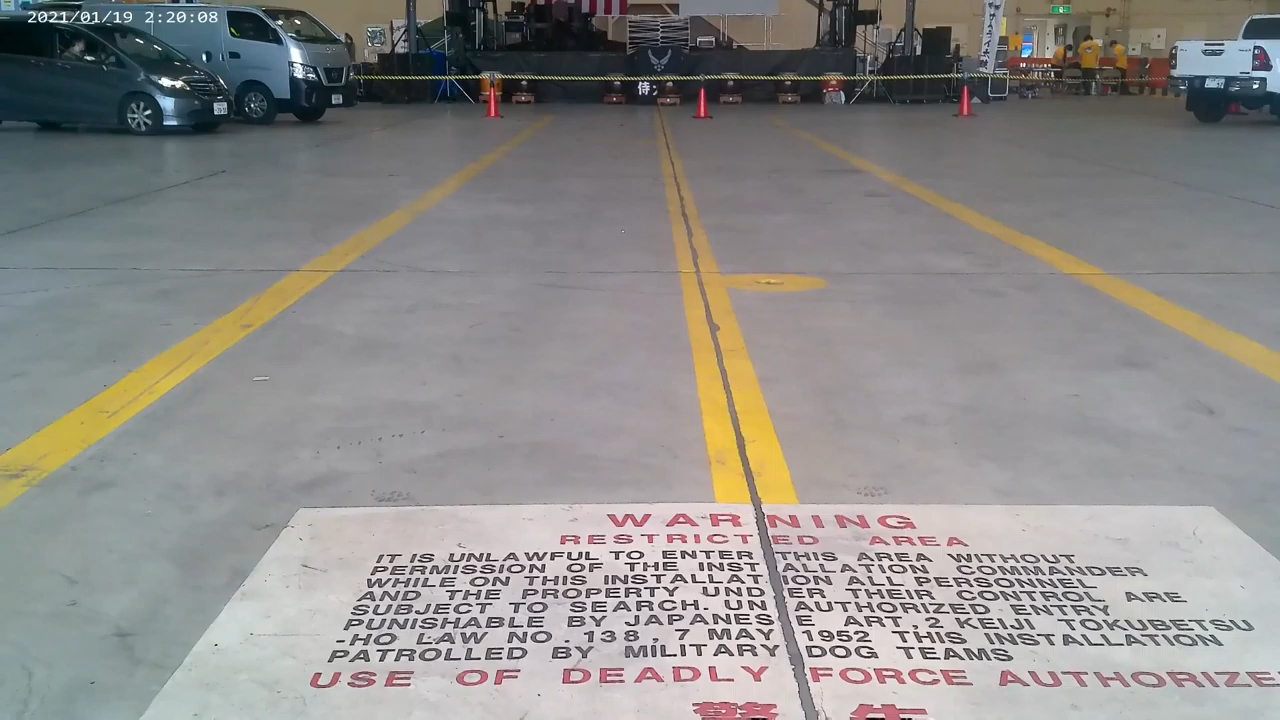 2021/01/19 2:20:08
侍
WARNING
RESTRICTED AREA
IT IS UNLAWFUL TO ENTER THIS AREA WITHOUT
PERMISSION OF THE INSTALLATION COMMANDER
WHILE ON THIS INSTALLATION ALL PERSONNEL
AND THE PROPERTY UNDER THEIR CONTROL ARE
SUBJECT TO SEARCH. UNAUTHORIZED ENTRY
PUNISHABLE BY JAPANESE ART.2 KEIJI TOKUBETSU
-HO LAW NO.138, 7 MAY 1952 THIS INSTALLATION
PATROLLED BY MILITARY DOG TEAMS
USE OF DEADLY FORCE AUTHORIZE
警告